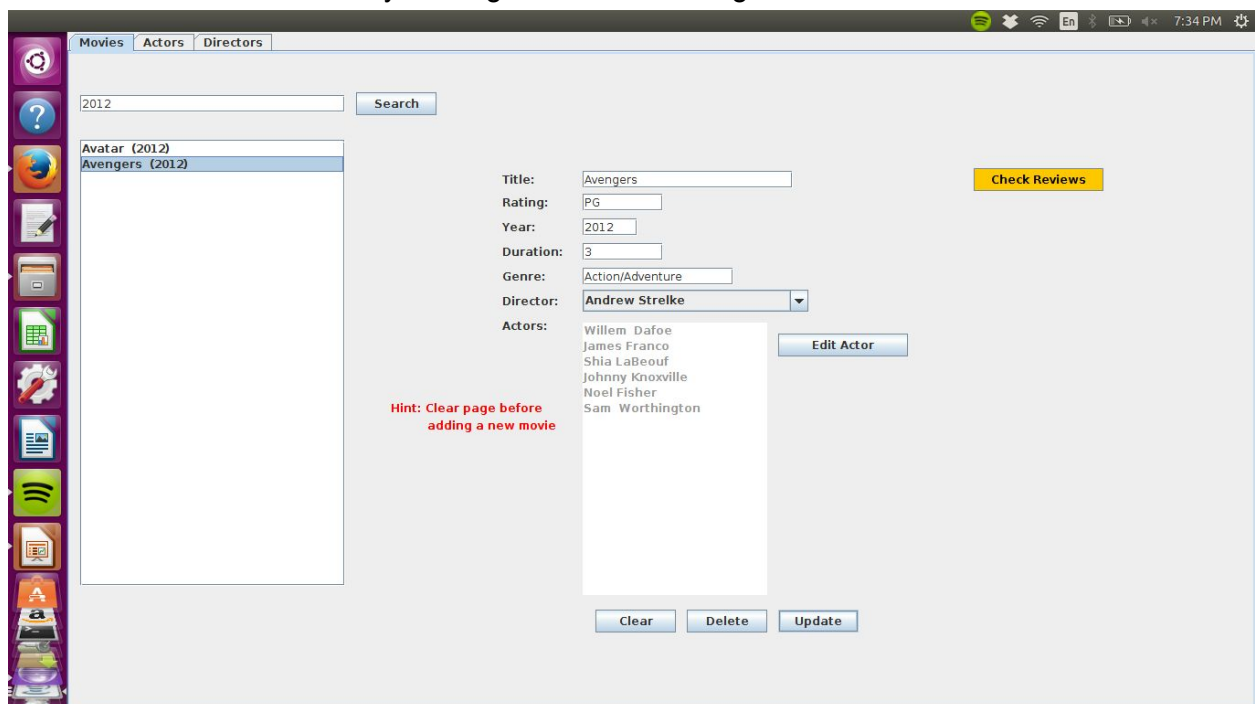 En 7:34 PM
Movies Actors Directors
2012 Search
Avatar (2012)
Avengers (2012)
Title: Avengers Check Reviews
Rating: PG
Year: 2012
Duration: 3
Genre: Action/Adventure
Director: Andrew Strelke
Actors: Willem Dafoe
James Franco Edit Actor
Shia LaBeouf
Johnny Knoxville
Noel Fisher
Sam Worthington
Hint: Clear page before
adding a new movie
Clear Delete Update